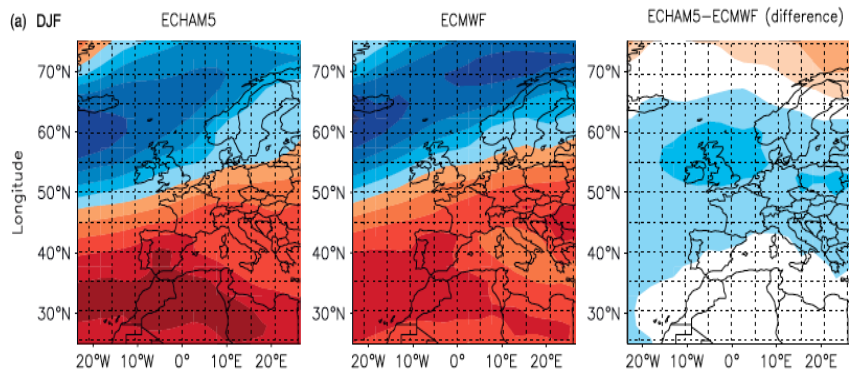 (a) DJF
ECHAM5
ECMWF
ECHAM5−ECMWF (difference)
Longitude
70°N
60°N
50°N
40°N
30°N
20°W 10°W 0° 10°E 20°E
70°N
60°N
50°N
40°N
30°N
20°W 10°W 0° 10°E 20°E
70°N
60°N
50°N
40°N
30°N
20°W 10°W 0° 10°E 20°E